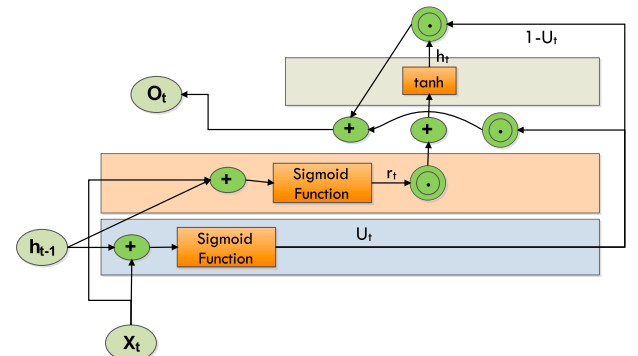 1-Uₜ
hₜ
tanh
Oₜ
+
+
Sigmoid
Function
rₜ
+
hₜ₋₁
+
Sigmoid
Function
Uₜ
Xₜ